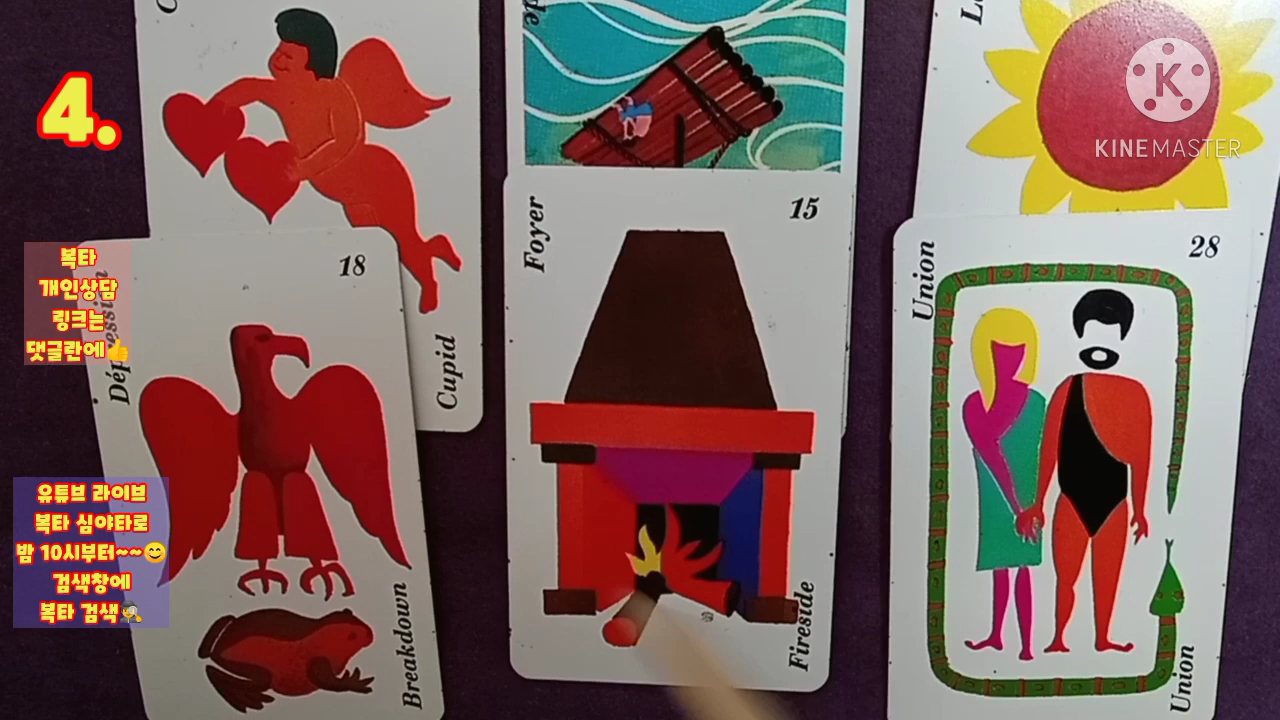 4.
복타
개인상담
링크는
댓글란에👍
유튜브 라이브
복타 심야타로
밤 10시부터~~😊
검색창에
복타 검색🕵
Cupid
18
Breakdown
15
Foyer
Fireside
28
Union
Union
K
KINEMASTER